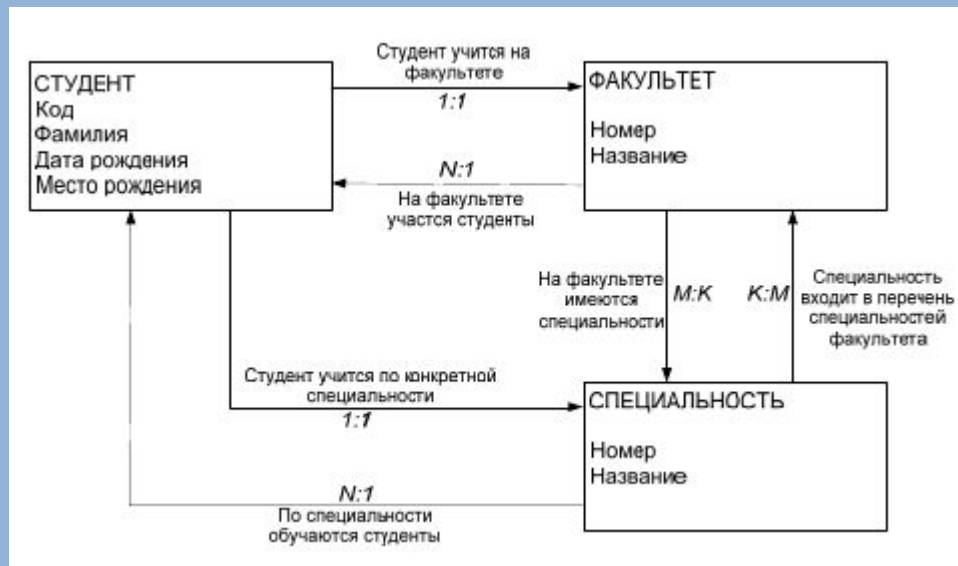 Студент учится на
факультете
1:1
СТУДЕНТ
Код
Фамилия
Дата рождения
Место рождения
ФАКУЛЬТЕТ
Номер
Название
N:1
На факультете
участся студенты
На факультете
имеются
специальности
M:K
K:M
Специальность
входит в перечень
специальностей
факультета
Студент учится по конкретной
специальности
1:1
СПЕЦИАЛЬНОСТЬ
Номер
Название
N:1
По специальности
обучаются студенты